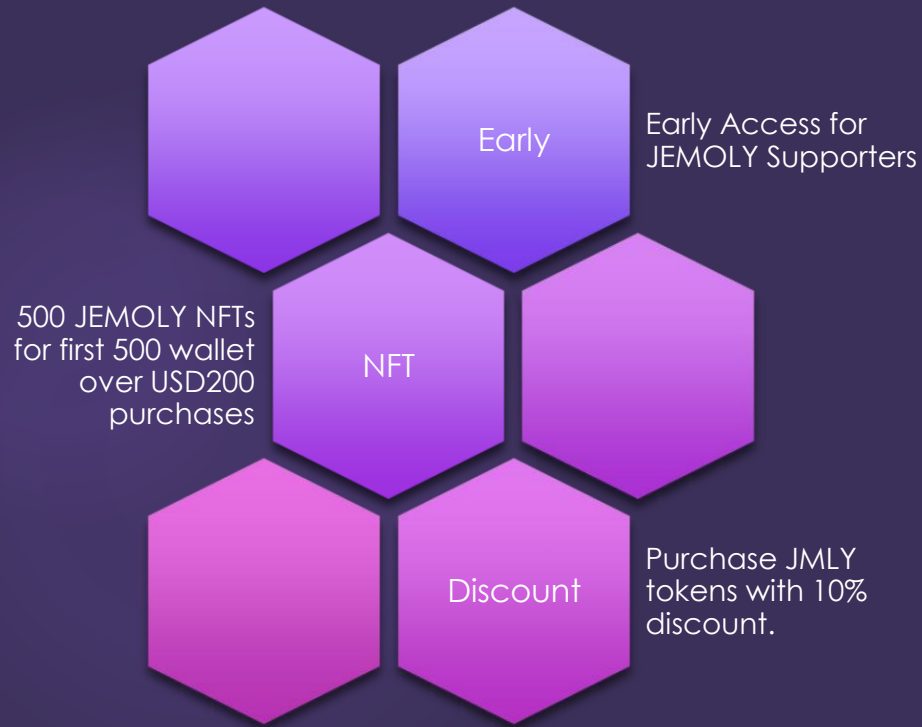 Early
Early Access for
JEMOLY Supporters
500 JEMOLY NFTs
for first 500 wallet
over USD200
purchases
NFT
Discount
Purchase JMLY
tokens with 10%
discount.